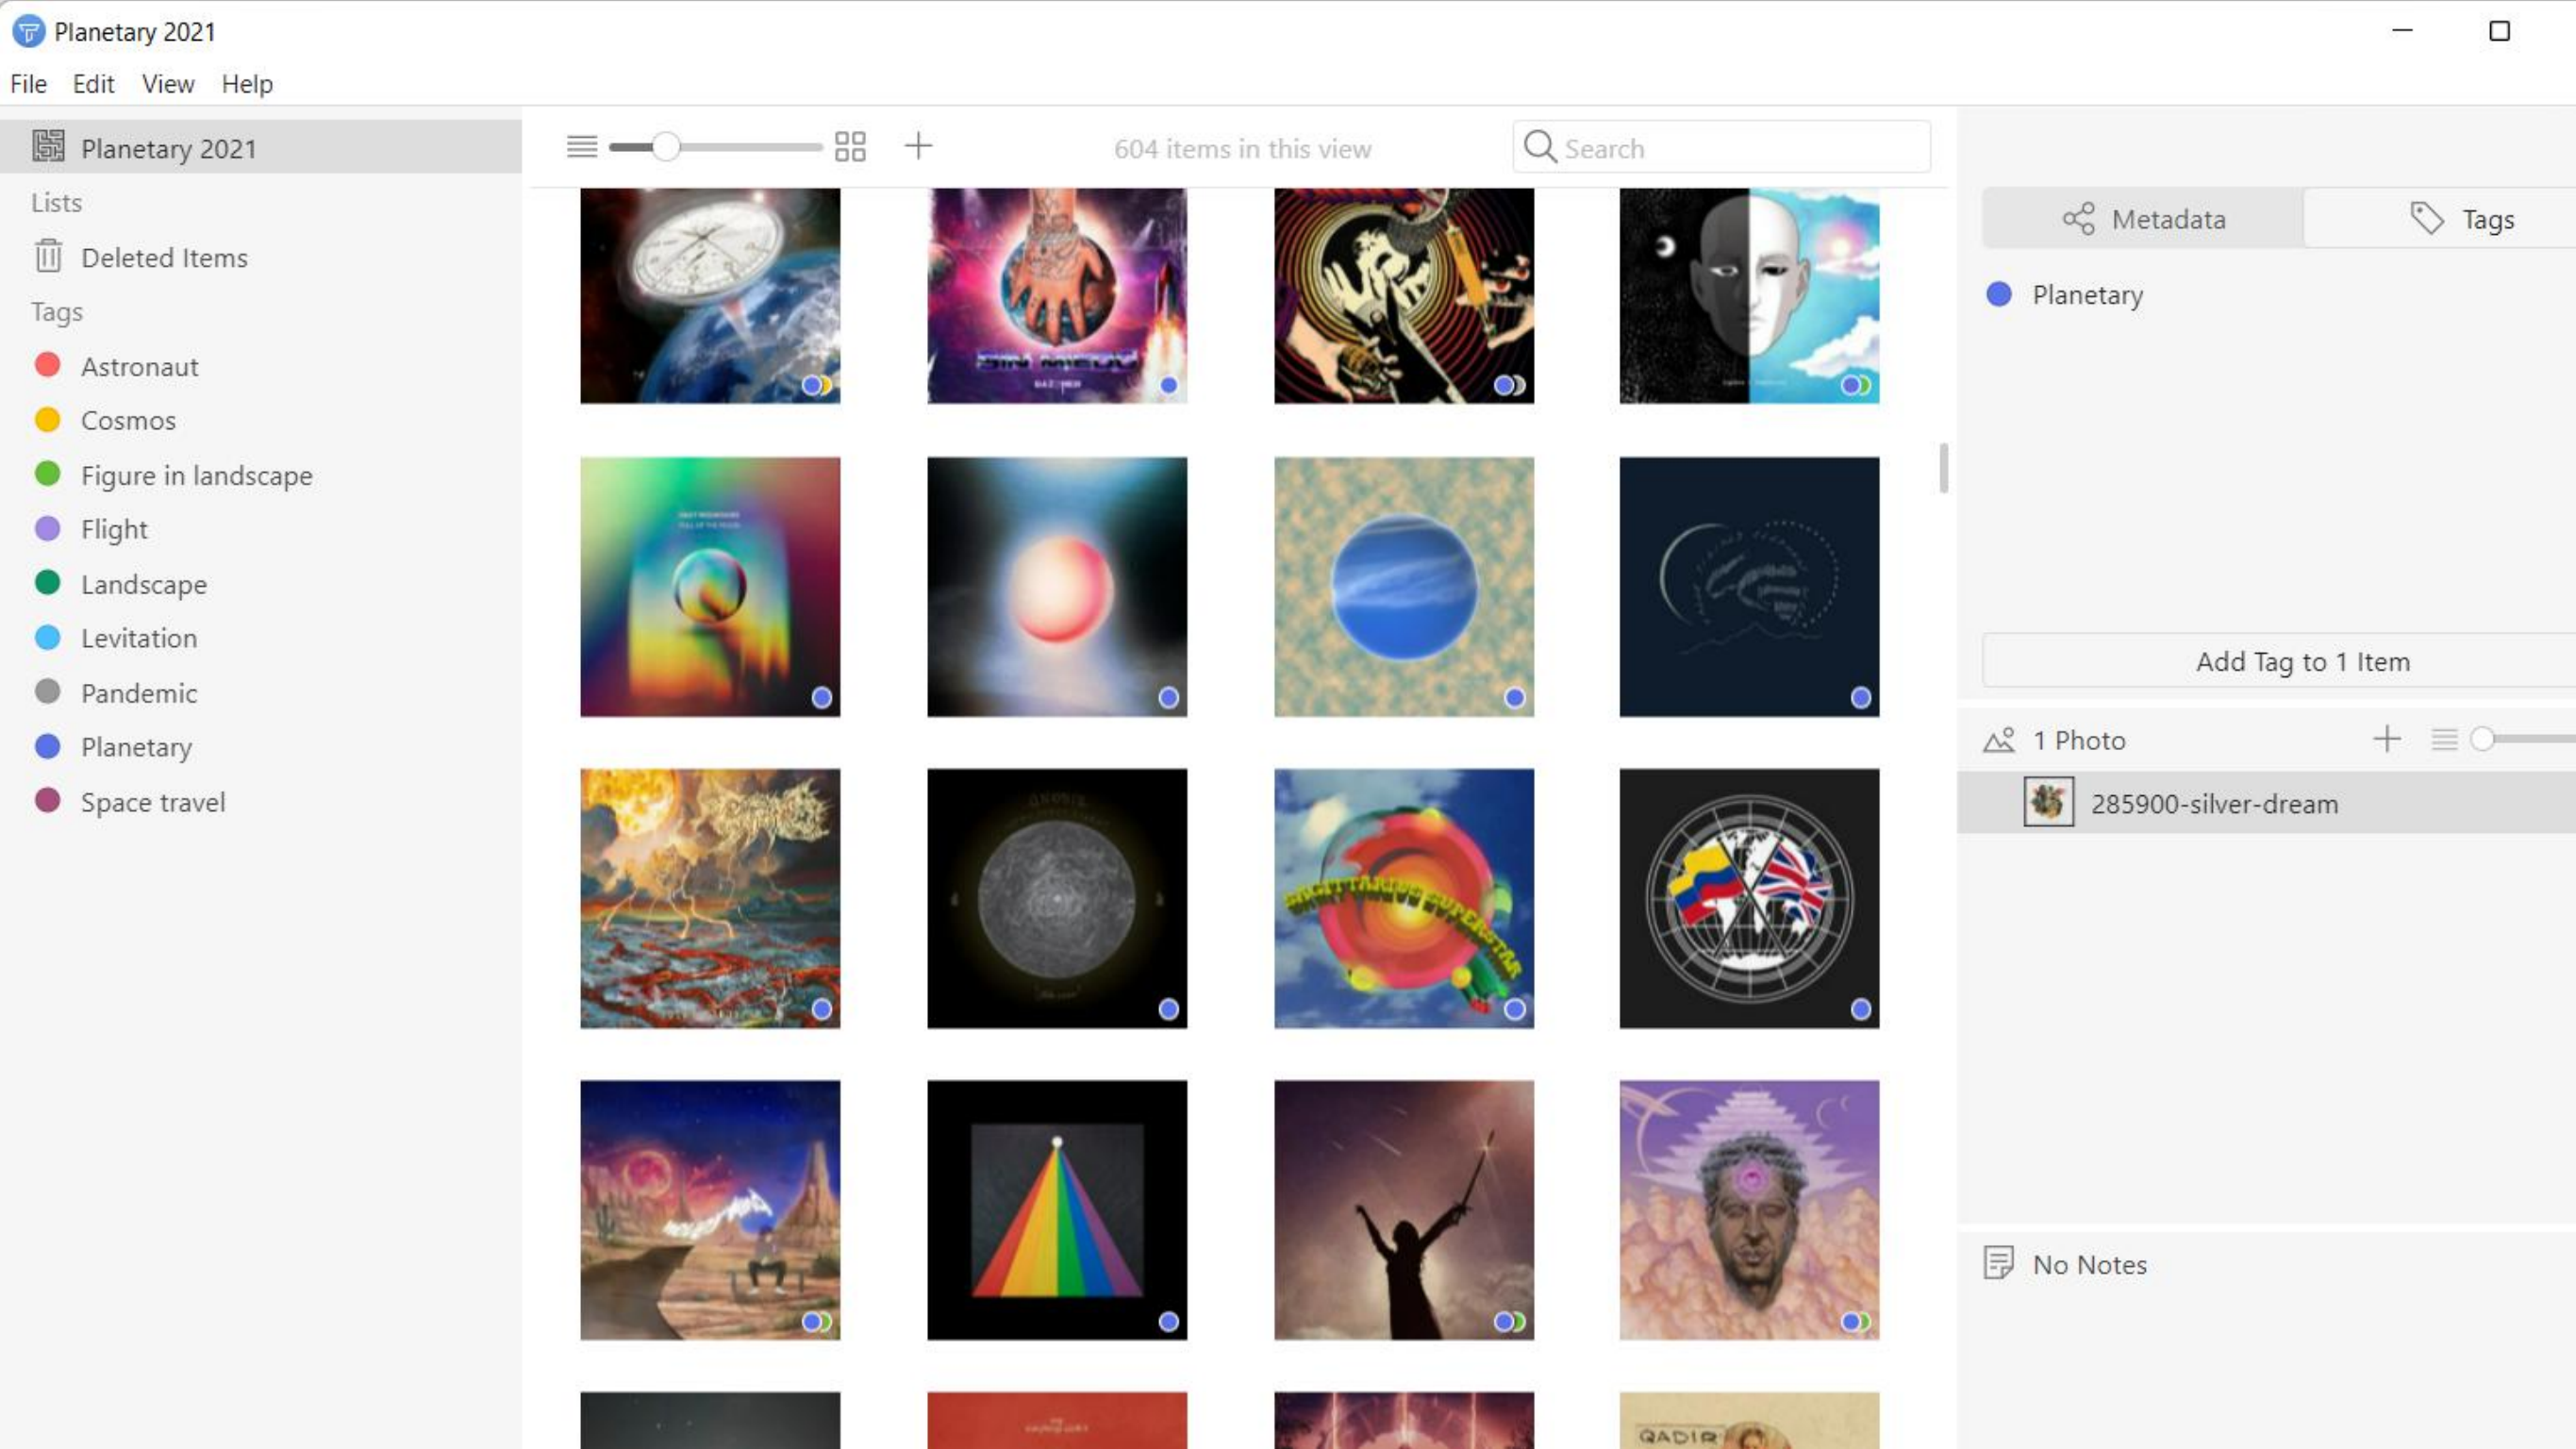 Planetary 2021
File Edit View Help
Planetary 2021
Lists
Deleted Items
Tags
Astronaut
Cosmos
Figure in landscape
Flight
Landscape
Levitation
Pandemic
Planetary
Space travel
604 items in this view
Search
SIN MIEDO
SAGITTARIUS SUPERSTAR
QADIR
Metadata
Tags
Planetary
Add Tag to 1 Item
1 Photo
285900-silver-dream
No Notes